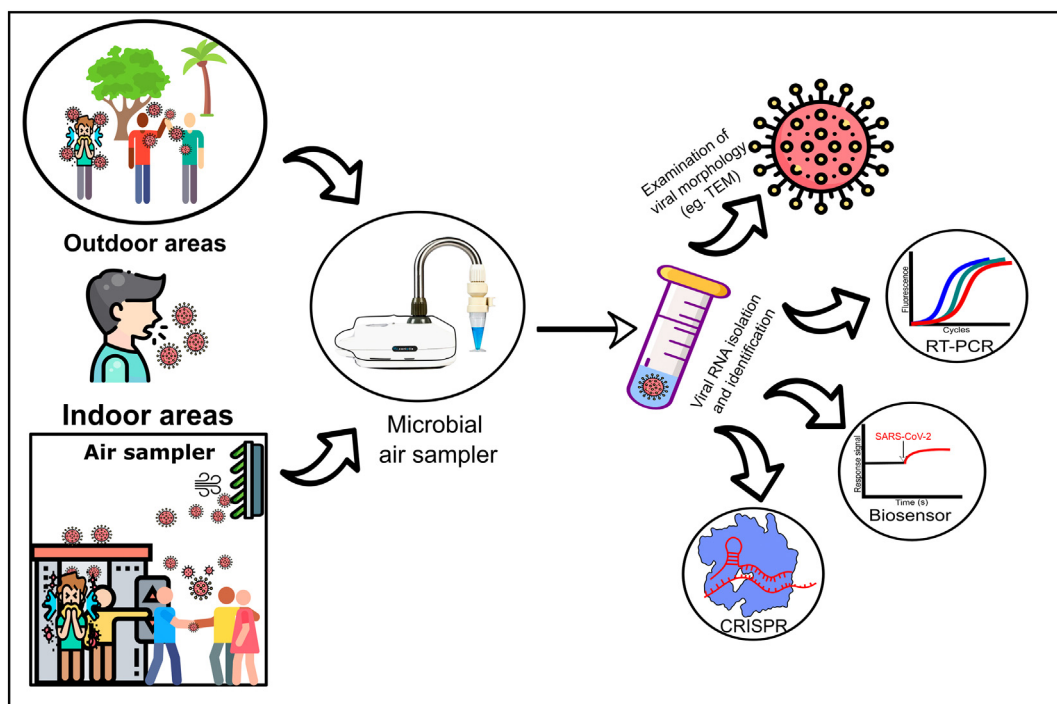 Outdoor areas
Indoor areas
Air sampler
Microbial
air sampler
Examination of
viral morphology
(eg. TEM)
Viral RNA isolation
and identification
Fluorescence
Cycles
RT-PCR
SARS-CoV-2
Response signal
Time (s)
Biosensor
CRISPR